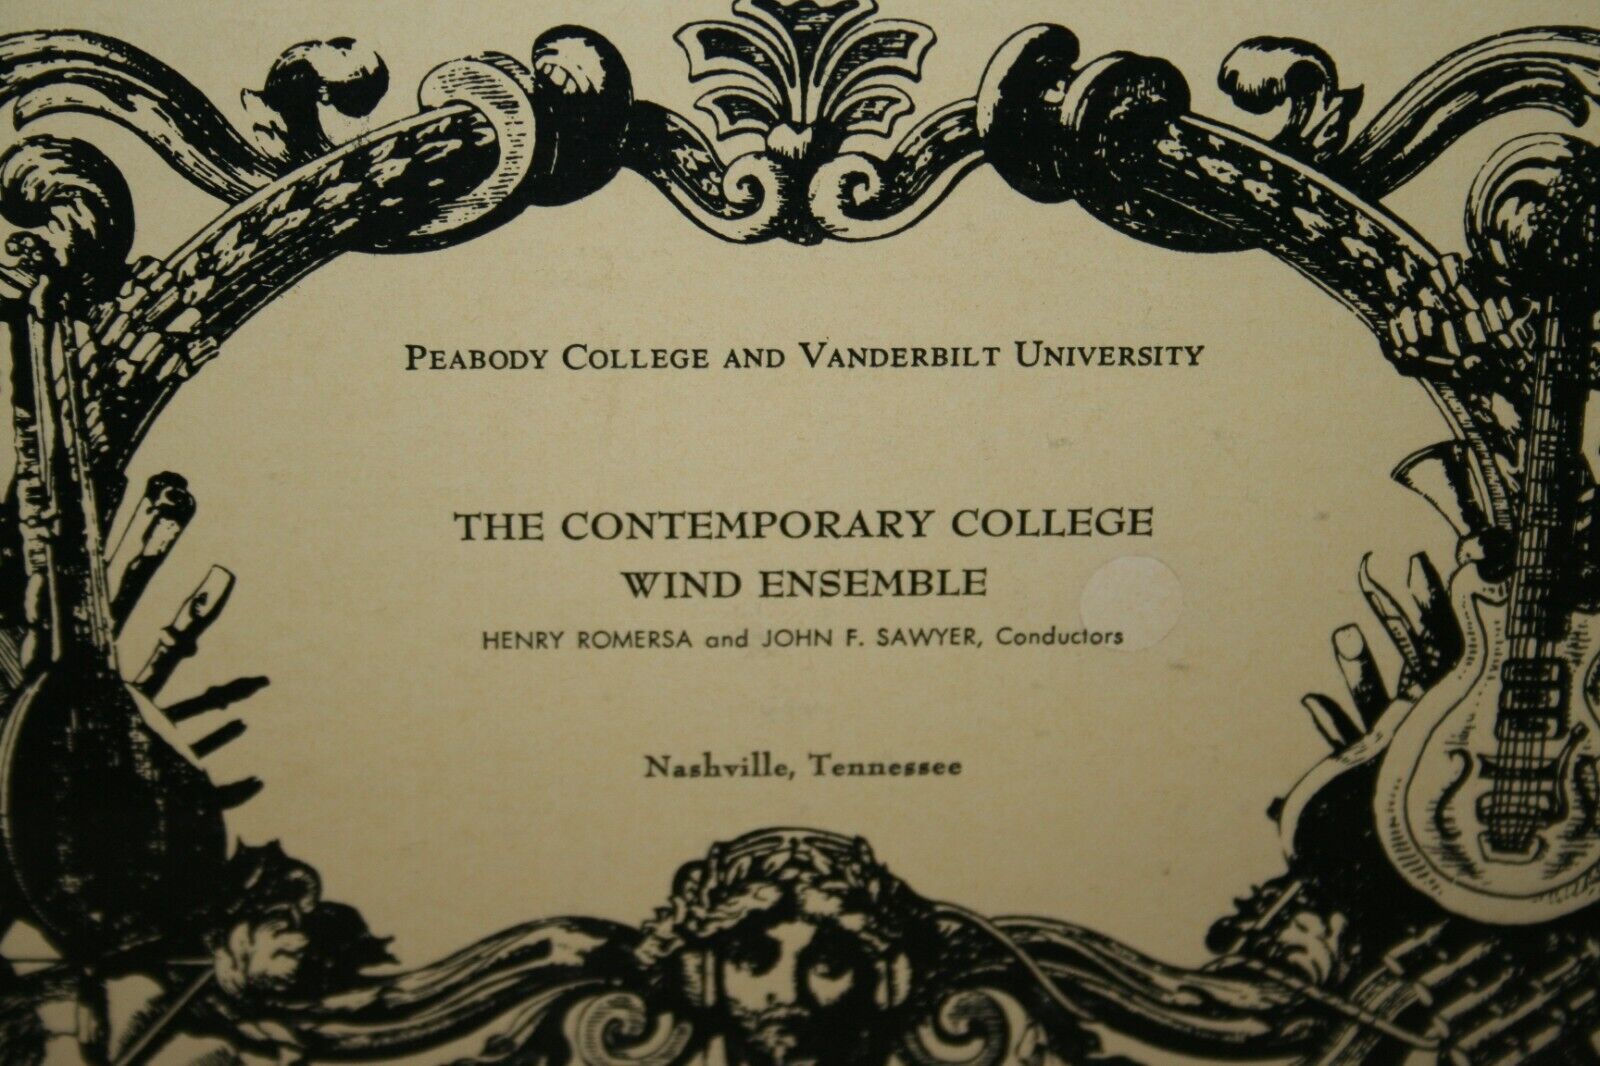 PEABODY COLLEGE AND VANDERBILT UNIVERSITY
THE CONTEMPORARY COLLEGE
WIND ENSEMBLE
HENRY ROMERSA and JOHN F. SAWYER, Conductors
Nashville, Tennessee